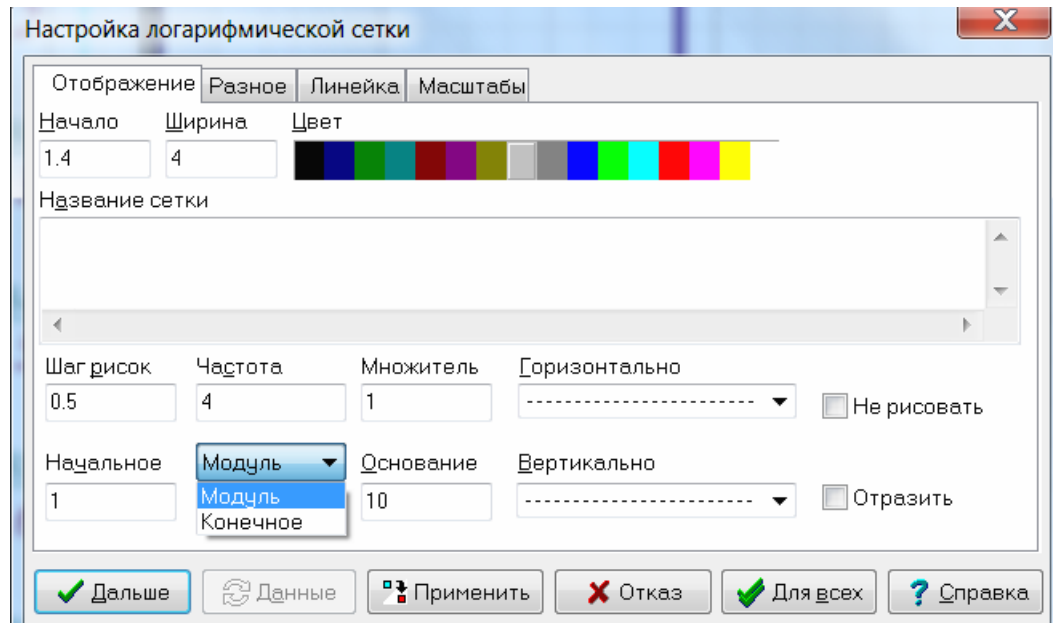 Настройка логарифмической сетки
Отображение Разное Линейка Масштабы
Начало Ширина Цвет
1.4 4
Название сетки
Шаг рисок Частота Множитель Горизонтально
0.5 4 1 Не рисовать
Начальное Модуль Основание Вертикально
1 Модуль 10 Отразить
Конечное
Дальше Данные Применить Отказ Для всех Справка